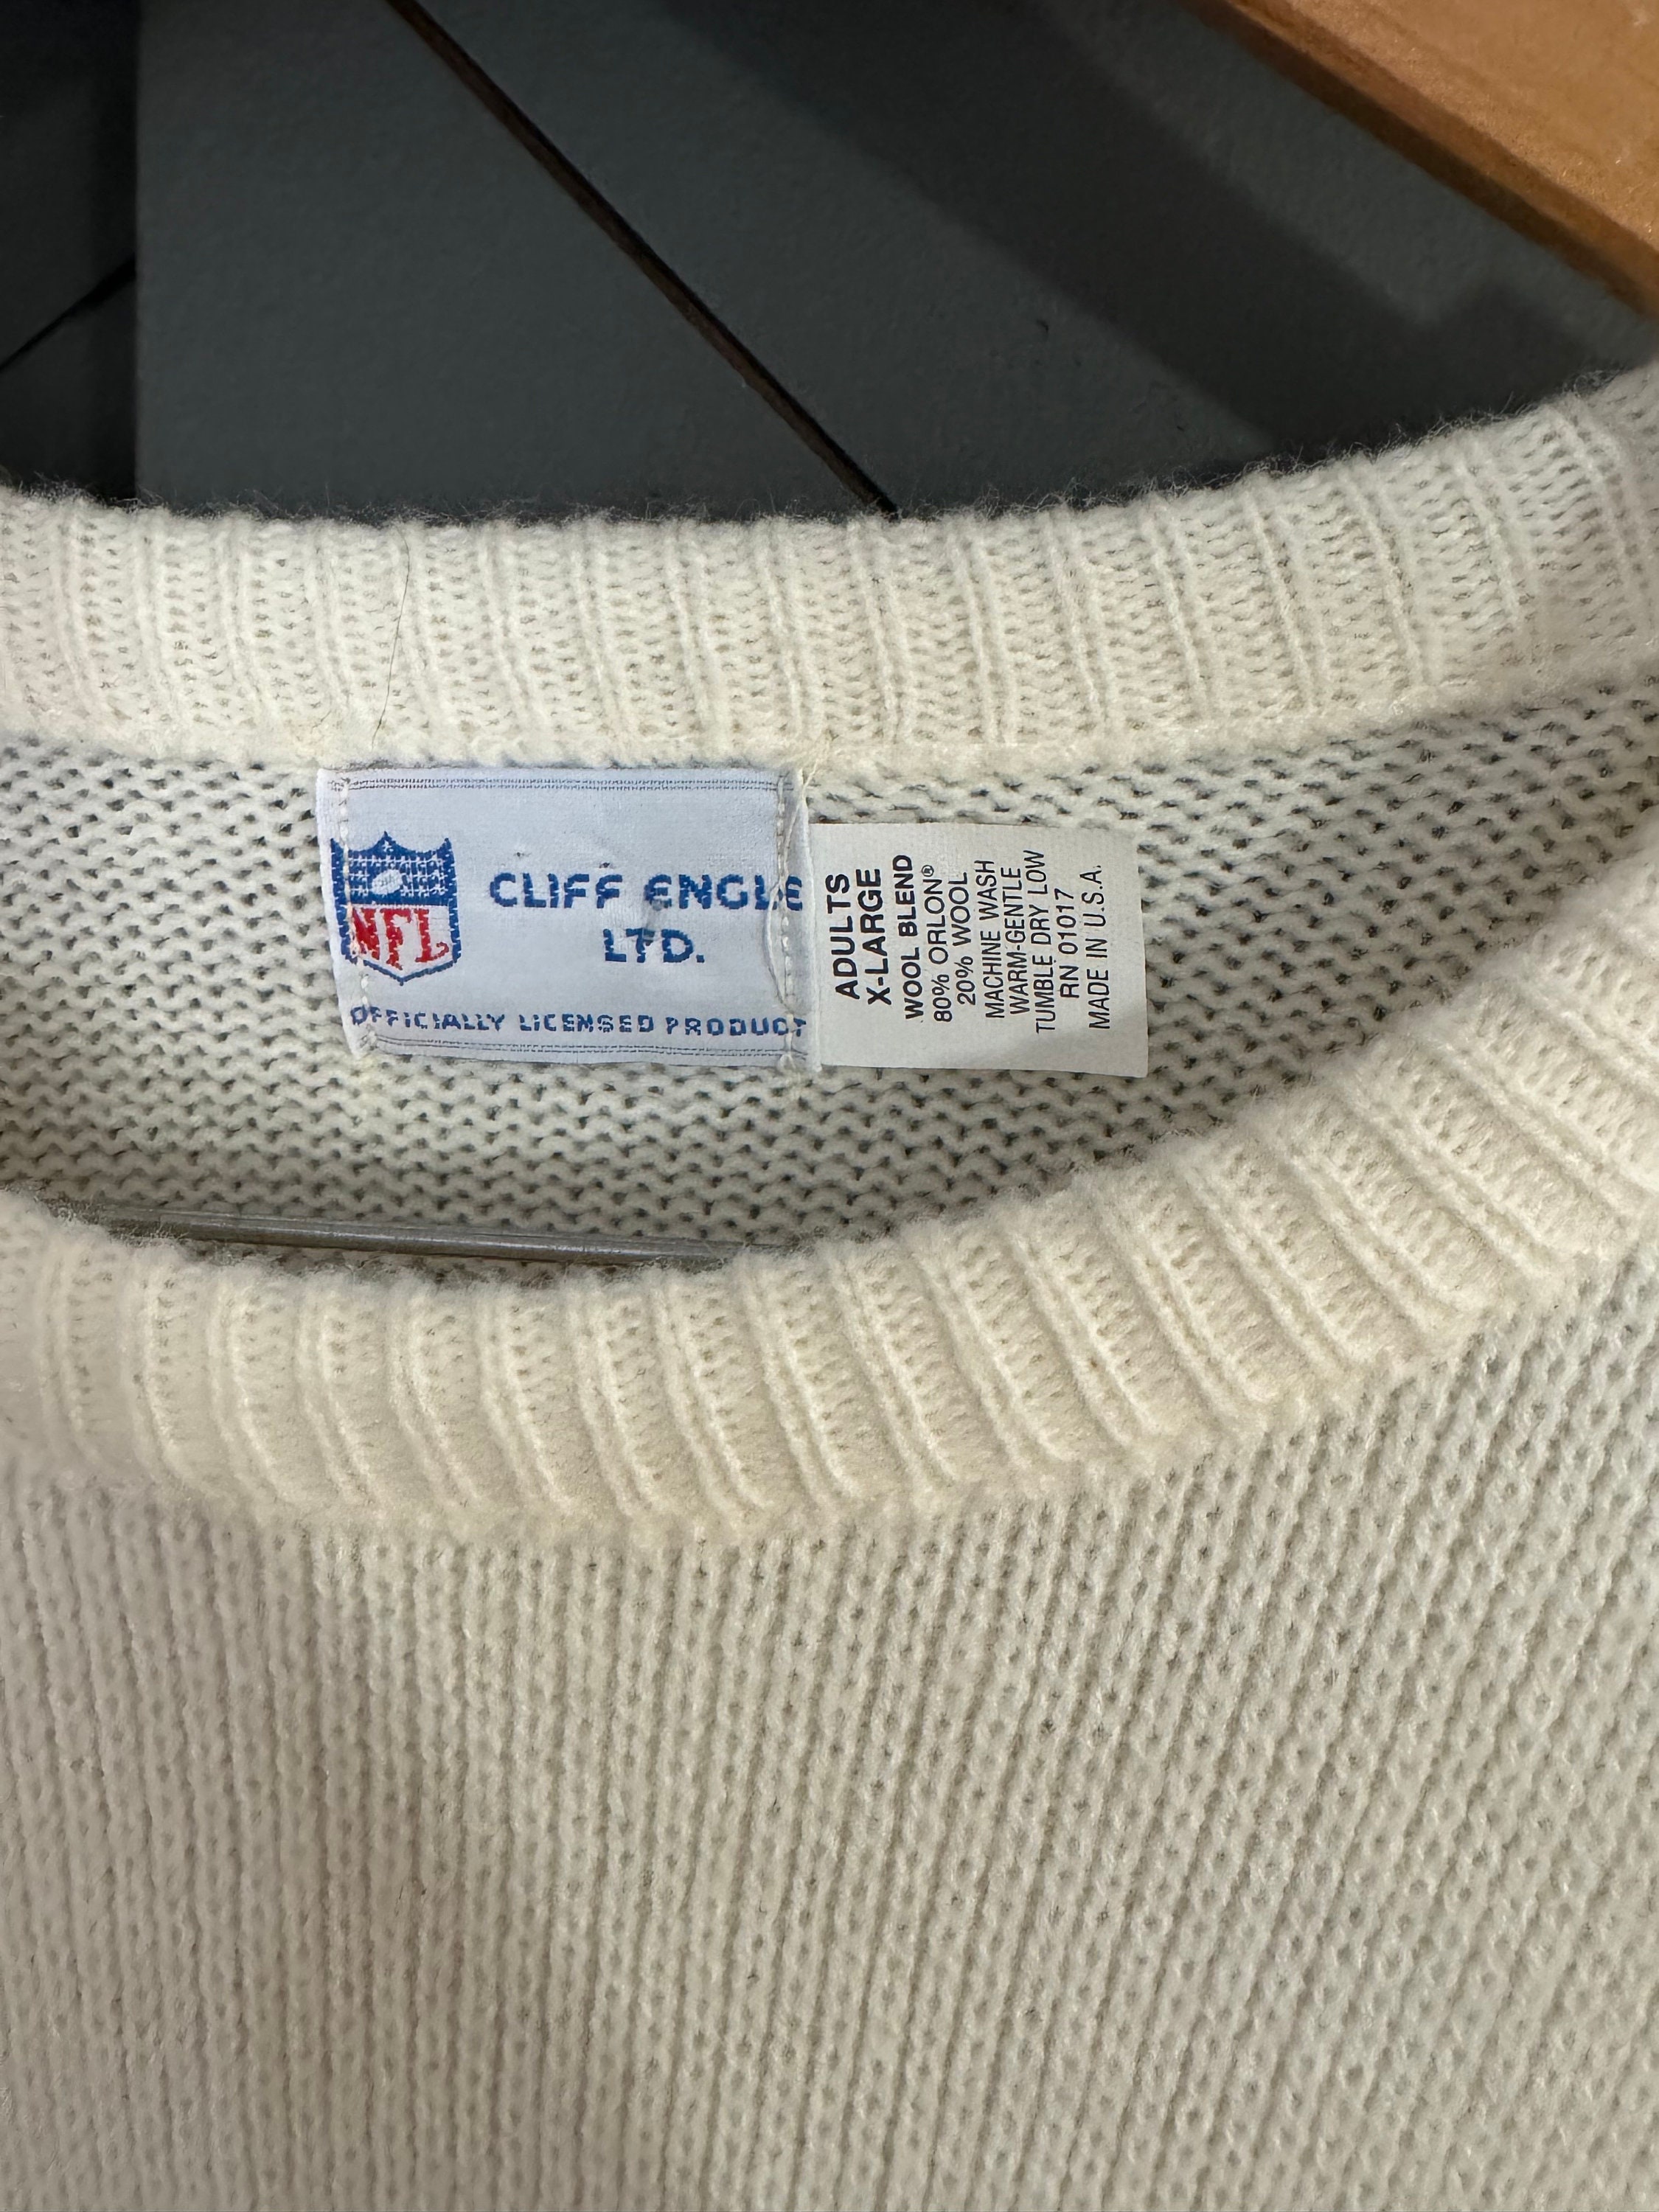 NFL
CLIFF ENGLE
LTD.
OFFICIALLY LICENSED PRODUCT
ADULTS
X-LARGE
WOOL BLEND
80% ORLON®
20% WOOL
MACHINE WASH
WARM-GENTLE
TUMBLE DRY LOW
RN 01017
MADE IN U.S.A.